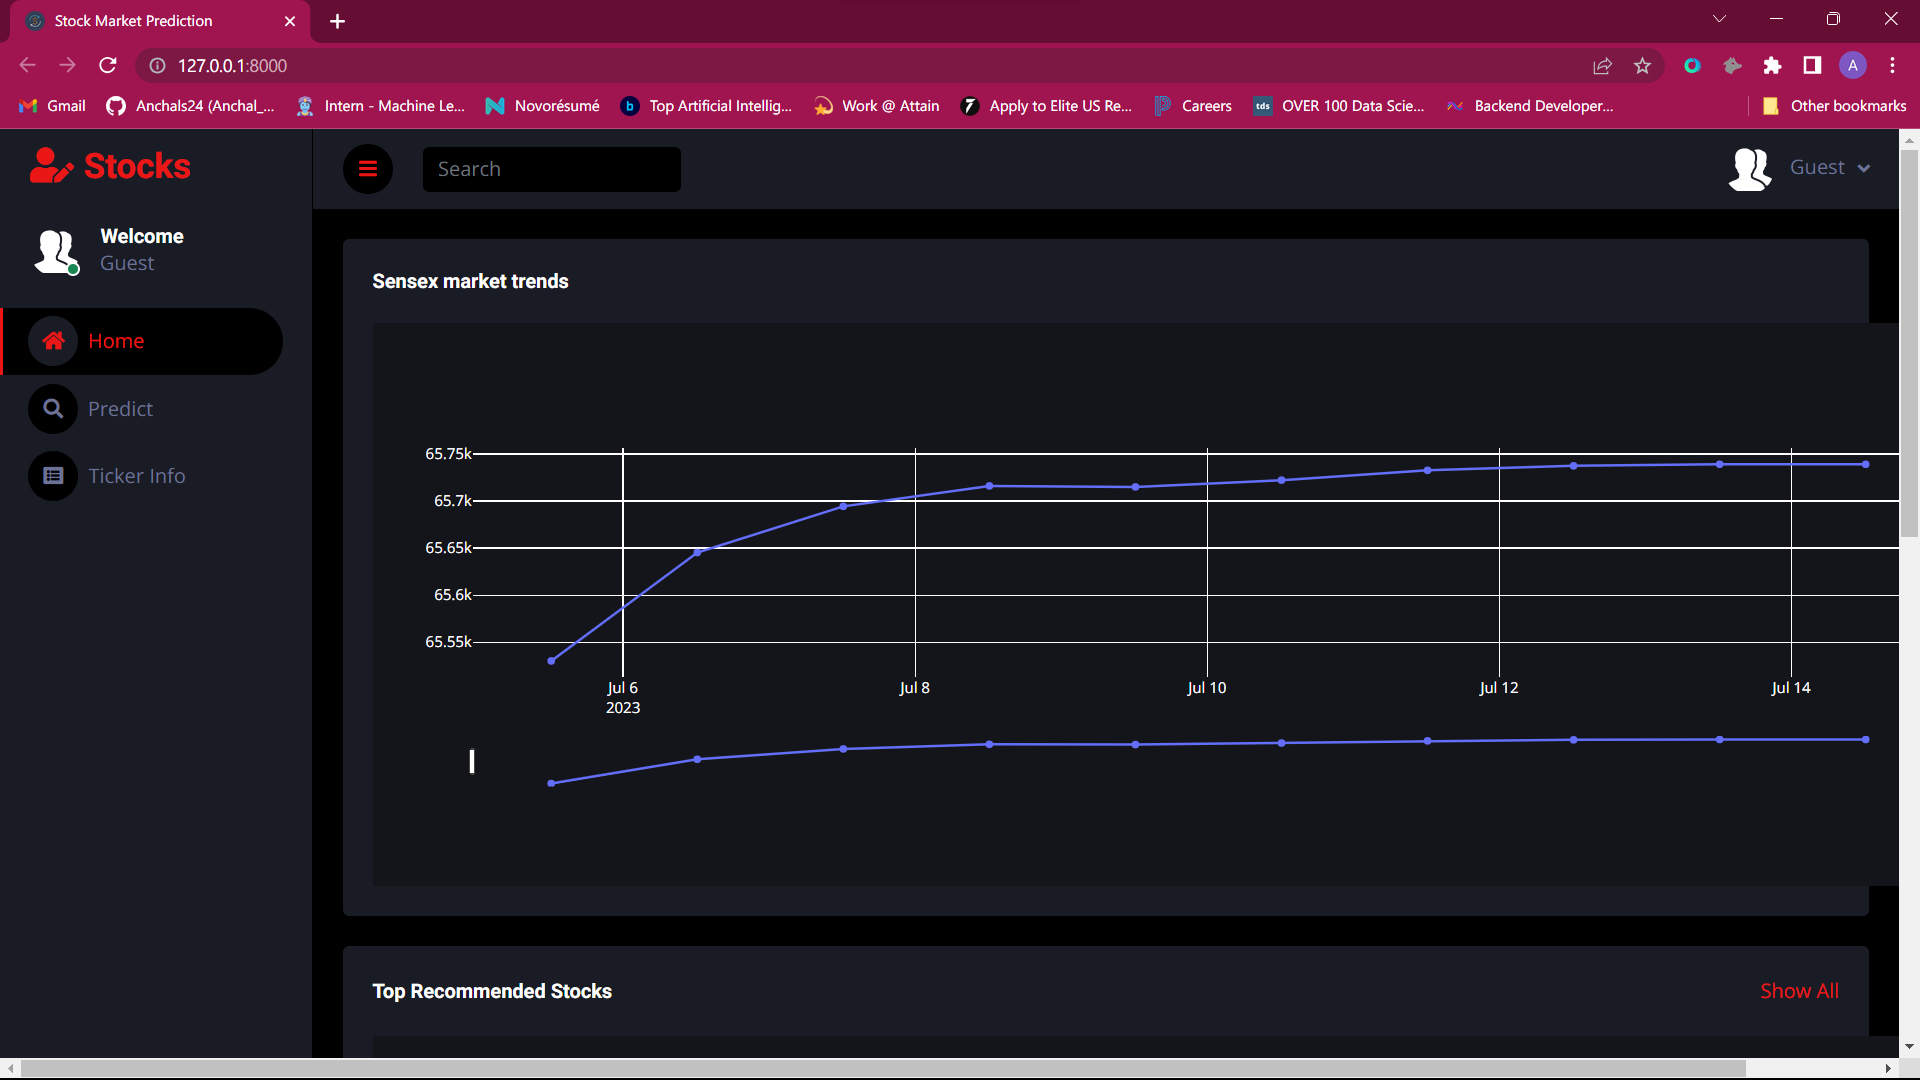 Stock Market Prediction
127.0.0.1:8000
A
Gmail
Anchals24 (Anchal_...
Intern - Machine Le...
Novorésumé
b
Top Artificial Intellig...
Work @ Attain
Apply to Elite US Re...
Careers
tds
OVER 100 Data Scie...
Backend Developer...
Other bookmarks
Stocks
Search
Guest
Welcome
Guest
Home
Predict
Ticker Info
Sensex market trends
65.75k
65.7k
65.65k
65.6k
65.55k
Jul 6
2023
Jul 8
Jul 10
Jul 12
Jul 14
Top Recommended Stocks
Show All